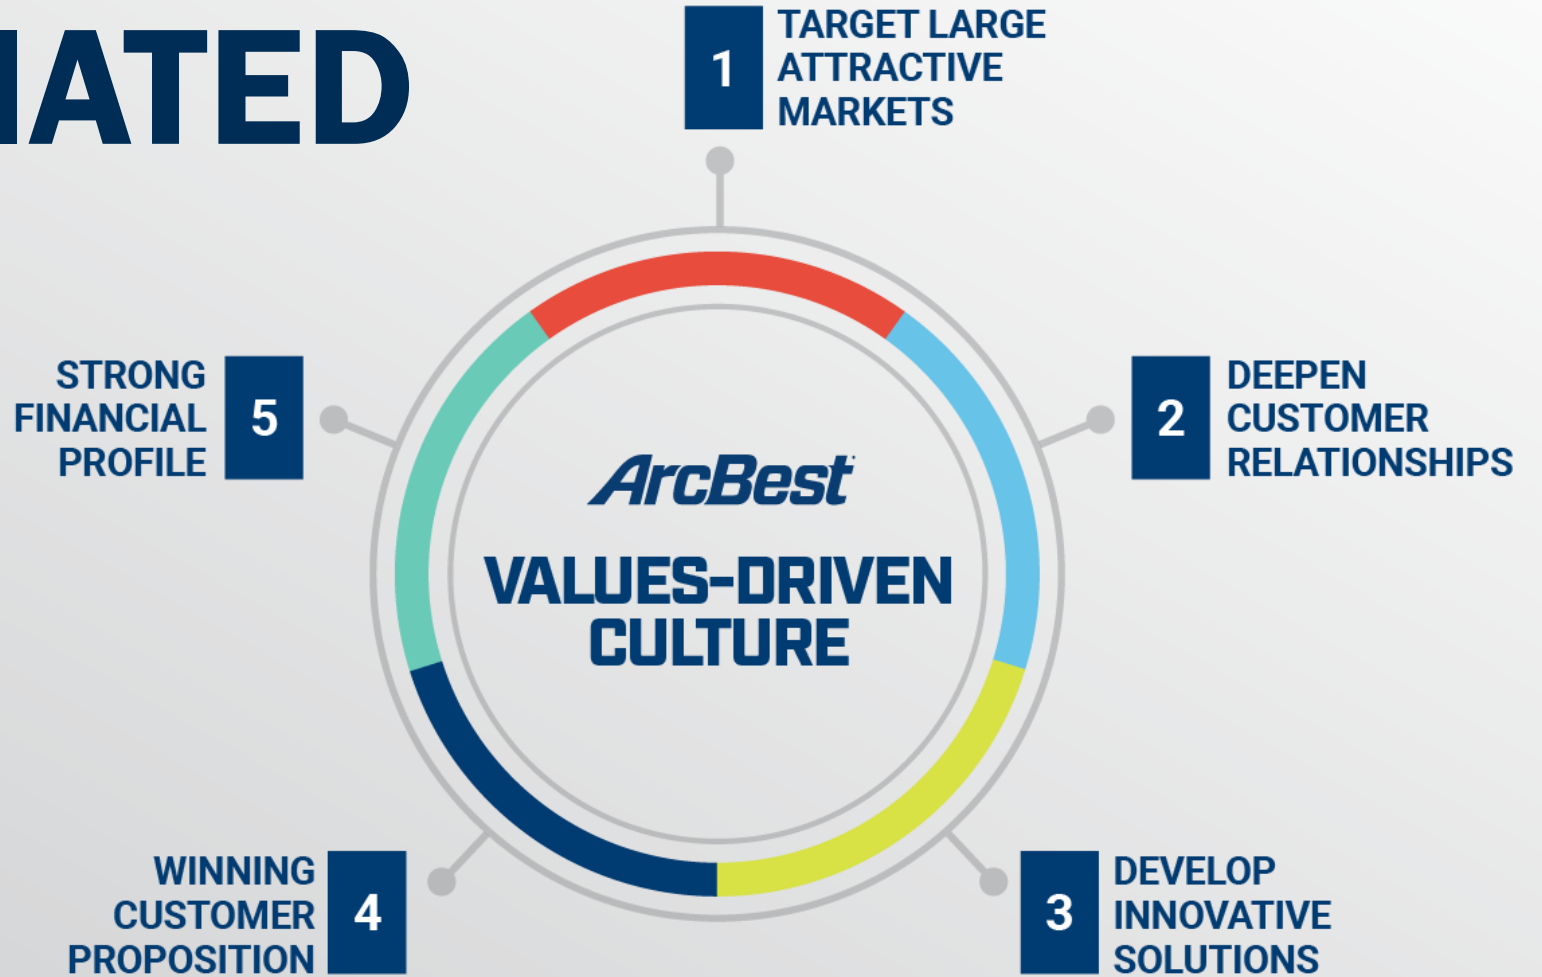 1
TARGET LARGE
ATTRACTIVE
MARKETS
2
DEEPEN
CUSTOMER
RELATIONSHIPS
3
DEVELOP
INNOVATIVE
SOLUTIONS
4
WINNING
CUSTOMER
PROPOSITION
5
STRONG
FINANCIAL
PROFILE
ArcBest
VALUES-DRIVEN
CULTURE